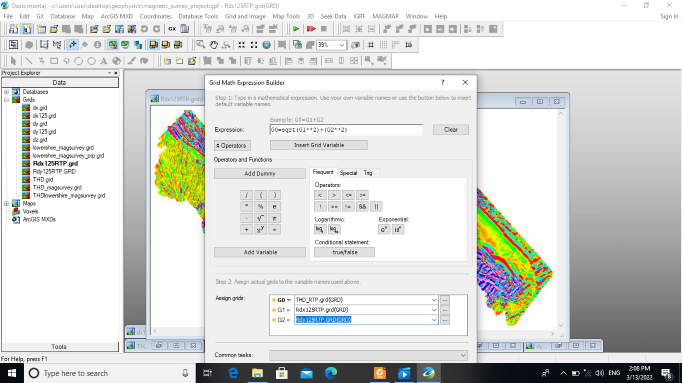 Oasis montaj - c:\users\user\desktop\geophysics\magnetic_survey_project.gpf - Rdx125RTP.grd(GRD)
File Edit GX Database Map ArcGIS MXD Coordinates Database Tools Grid and Image Map Tools 3D Seek Data IGRF MAGMAP Window Help
Sign In
GX
39%
Project Explorer
Data
Databases
Grids
dx.grd
dx125.grd
dy.grd
dy125.grd
dz.grd
lowershire_magsurvey.grd
lowershire_magsurvey_prp.grd
Rdx125RTP.grd
Rdy125RTP.GRD
THD.grd
THD_magsurvey.grd
THDlowershire_magsurvey.grd
Maps
Voxels
ArcGIS MXDs
Tools
For Help, press F1
Grid Math Expression Builder
Step 1: Type in a mathematical expression. Use your own variable names or use the button below to insert
default variable names.
Example: G0=G1+G2
Expression:
G0=sqrt(G1**2)+(G2**2)
Clear
Operators
Insert Grid Variable
Operators and Functions
Add Dummy
/ ( )
* % e
- √ π
+ =
Add Variable
Frequent Special Trig
Operators:
< > <= >=
! == != && ||
Logarithmic: Exponential:
Conditional statement:
true/false
Step 2: Assign actual grids to the variable names used above.
Assign grids:
G0 = THD_RTP.grd(GRD)
G1 = Rdx125RTP.grd(GRD)
G2 = Rdy125RTP.GRD(GRD)
Common tasks:
Type here to search
ENG
2:08 PM
3/13/2022